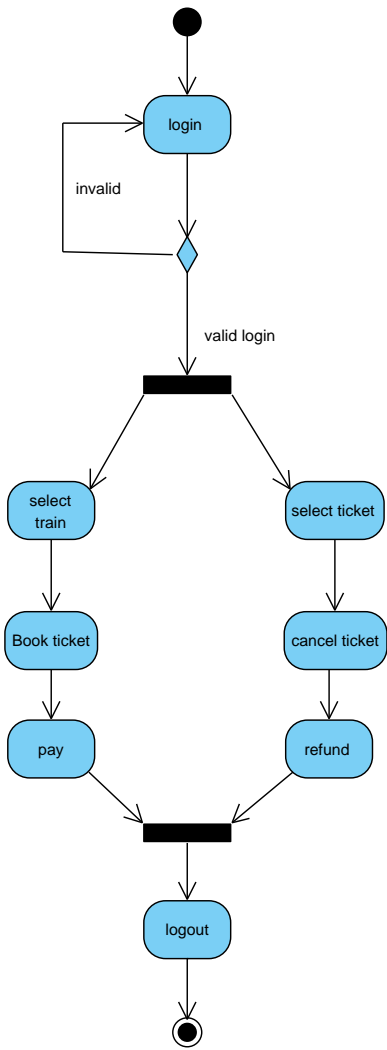 login
invalid
valid login
select
train
select ticket
Book ticket
cancel ticket
pay
refund
logout